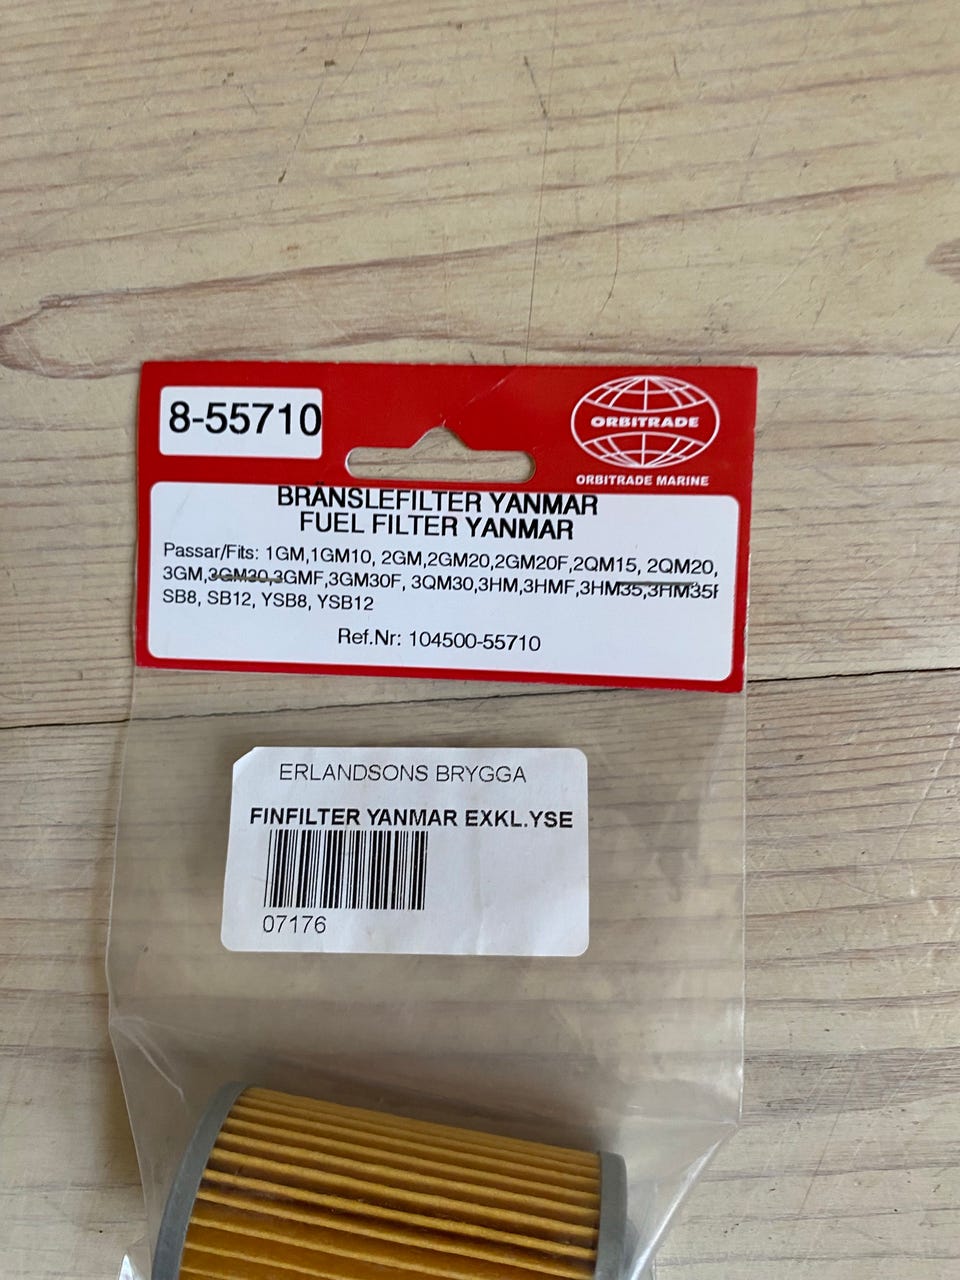 8-55710
ORBITRADE
ORBITRADE MARINE
BRÄNSLEFILTER YANMAR
FUEL FILTER YANMAR
Passar/Fits: 1GM,1GM10, 2GM,2GM20,2GM20F,2QM15, 2QM20,
3GM,3GM30,3GMF,3GM30F, 3QM30,3HM,3HMF,3HM35,3HM35F
SB8, SB12, YSB8, YSB12
Ref.Nr: 104500-55710
ERLANDSONS BRYGGA
FINFILTER YANMAR EXKL.YSE
07176